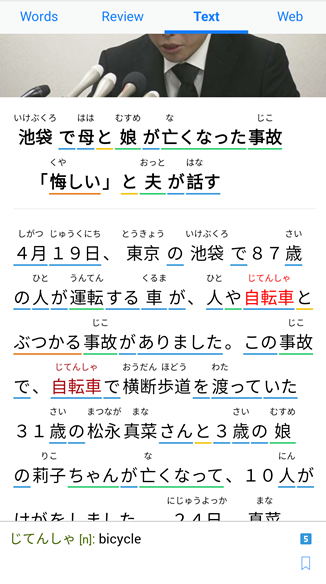 Words Review Text Web
いけぶくろ はは むすめ な じこ
池袋で母と娘が亡くなった事故
くや おっと はな
「悔しい」と夫が話す
しがつ じゅうくにち とうきょう いけぶくろ さい
４月１９日、東京の池袋で８７歳
ひと うんてん くるま ひと じてんしゃ
の人が運転する車が、人や自転車と
じこ じこ
ぶつかる事故がありました。この事故
じてんしゃ おうだん ほどう わた
で、自転車で横断歩道を渡っていた
さい まつなが まな さい むすめ
３１歳の松永真菜さんと３歳の娘
りこ な にん
の莉子ちゃんが亡くなって、１０人が
にじゅうよっか まな
けがをしました。２４日、真菜
じてんしゃ [n]: bicycle 5